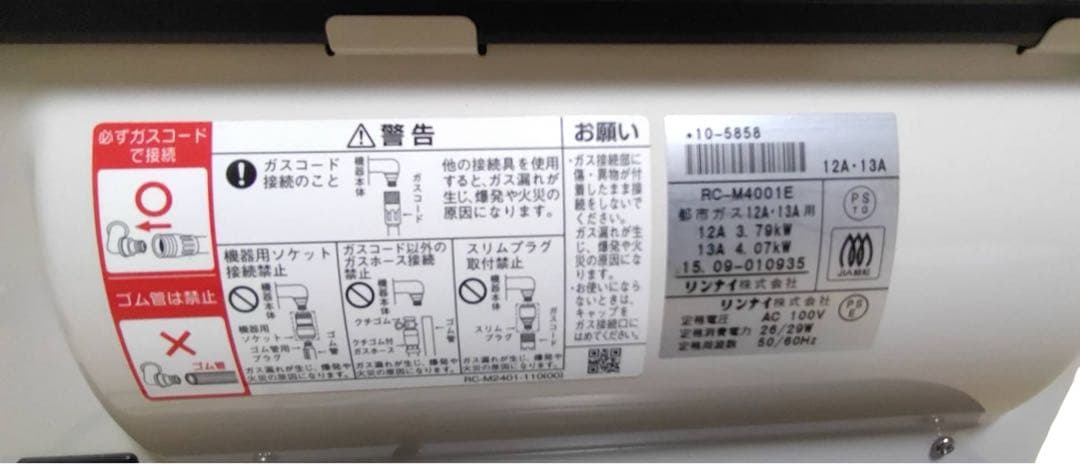 必ずガスコード
で接続
ゴム管は禁止
ゴム管
警告
ガスコード
接続のこと
機器本体
ガスコード
他の接続具を使用
すると、ガス漏れが
生じ、爆発や火災の
原因になります。
機器用ソケット
接続禁止
機器本体
機器用
ソケット
ゴム管用
プラグ
ゴム管
ガス漏れが生じ、爆発や
火災の原因になります。
ガスコード以外の
ガスホース接続
禁止
機器本体
クチゴム
クチゴム付
ガスホース
ゴム管
ガス漏れが生じ、爆発や
火災の原因になります。
スリムプラグ
取付禁止
機器本体
スリム
プラグ
ガスコード
ガス漏れが生じ、爆発や
火災の原因になります。
RC-M2401-110(00)
お願い
・ガス接続部に
傷・異物が付
着したまま接
続をしないで
ください。
ガス漏れが生
じ、爆発や火
災の原因にな
ります。
・お使いになら
ないときは、
キャップを
ガス接続口に
はめてください。
*10-5858
12A・13A
RC-M4001E
都市ガス12A・13A用
12A 3.79kW
13A 4.07kW
15.09-010935
リンナイ株式会社
PS
TG
JIA
リンナイ株式会社
定格電圧 AC 100V
定格消費電力 26/29W
定格周波数 50/60Hz
PS
E